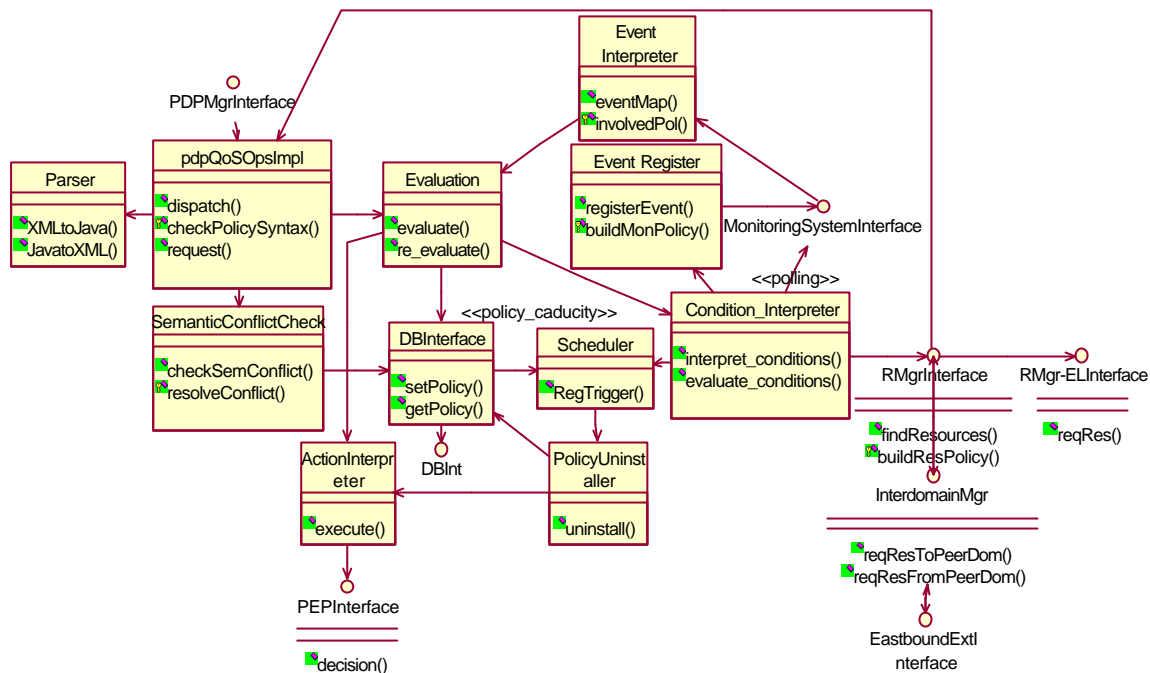 Event
Interpreter
eventMap()
involvedPol()
PDPMgrInterface
pdpQoSOpsImpl
dispatch()
checkPolicySyntax()
request()
Parser
XMLtoJava()
JavatoXML()
Evaluation
evaluate()
re_evaluate()
Event Register
registerEvent()
buildMonPolicy()
MonitoringSystemInterface
<<polling>>
SemanticConflictCheck
checkSemConflict()
resolveConflict()
<<policy_caducity>>
DBInterface
setPolicy()
getPolicy()
Scheduler
RegTrigger()
Condition_Interpreter
interpret_conditions()
evaluate_conditions()
RMgrInterface
findResources()
buildResPolicy()
RMgr-ELInterface
reqRes()
DBInt
ActionInterpr
eter
execute()
PolicyUninst
aller
uninstall()
InterdomainMgr
reqResToPeerDom()
reqResFromPeerDom()
PEPInterface
decision()
EastboundExtI
nterface